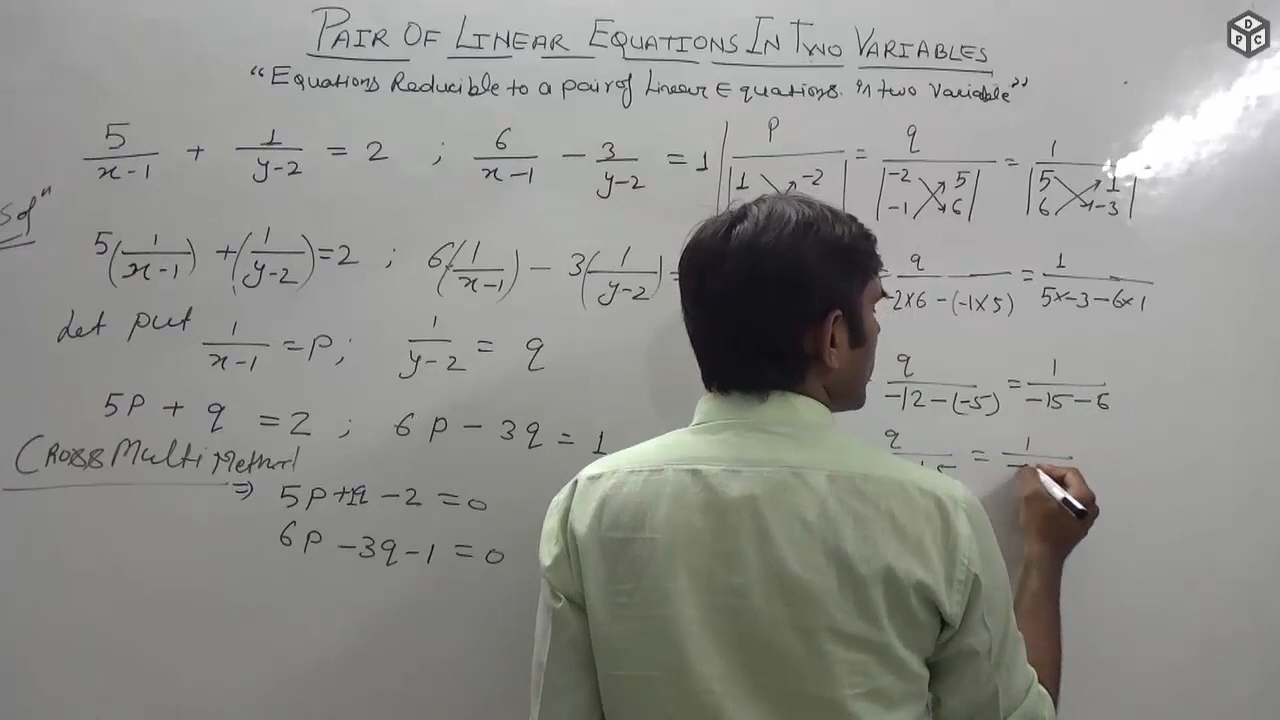 PAIR OF LINEAR EQUATIONS IN TWO VARIABLES
"Equations Reducible to a pair of Linear Equations in two Variable"
5/(x-1) + 1/(y-2) = 2 ; 6/(x-1) - 3/(y-2) = 1
Sol"
5(1/(x-1)) + (1/(y-2)) = 2 ; 6(1/(x-1)) - 3(1/(y-2)) =
Let put 1/(x-1) = P ; 1/(y-2) = q
5P + q = 2 ; 6P - 3q = 1
Cross Multi Method
⇒ 5P + 1q - 2 = 0
6P - 3q - 1 = 0
P/|1 -2| = q/|-2 5 -1 6| = 1/|5 1 6 -3|
q/(-2×6-(-1×5)) = 1/(5×-3-6×1)
q/(-12-(-5)) = 1/(-15-6)
q = 1
D
P C